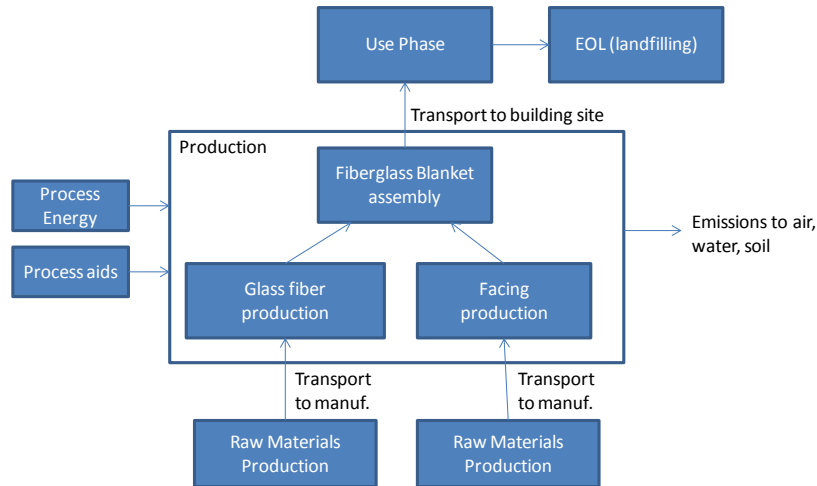 Use Phase
EOL (landfilling)
Transport to building site
Production
Fiberglass Blanket
assembly
Process
Energy
Process aids
Emissions to air,
water, soil
Glass fiber
production
Facing
production
Transport
to manuf.
Transport
to manuf.
Raw Materials
Production
Raw Materials
Production